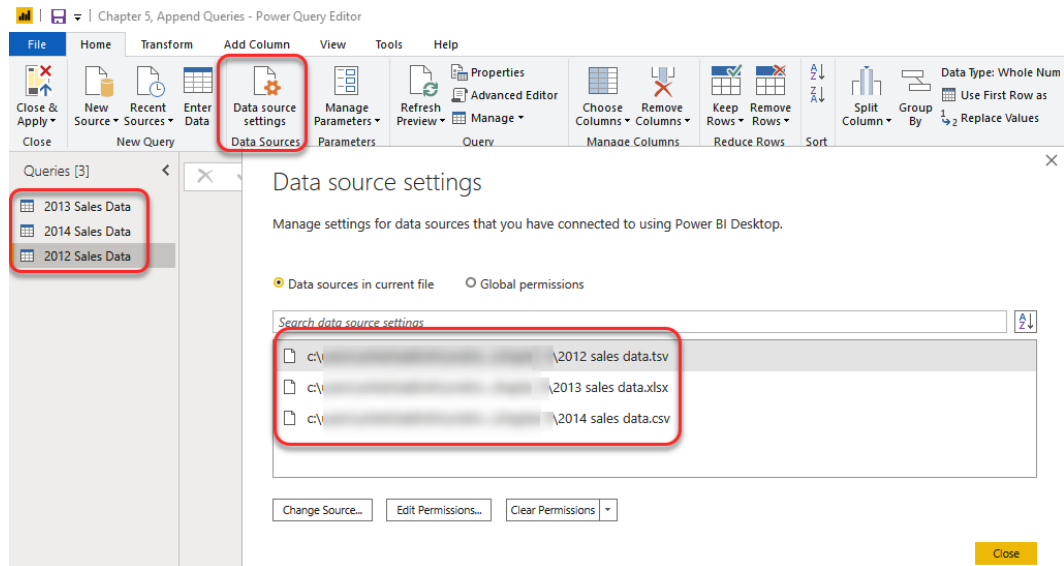 Chapter 5, Append Queries - Power Query Editor
File Home Transform Add Column View Tools Help
Close & Apply
New Source
Recent Sources
Enter Data
Data source settings
Manage Parameters
Refresh Preview
Properties
Advanced Editor
Manage
Choose Columns
Remove Columns
Keep Rows
Remove Rows
A
Z
Z
A
Split Column
Group By
Data Type: Whole Num
Use First Row as
1 2 Replace Values
Close
New Query
Data Sources
Parameters
Query
Manage Columns
Reduce Rows
Sort
Queries [3]
2013 Sales Data
2014 Sales Data
2012 Sales Data
Data source settings
Manage settings for data sources that you have connected to using Power BI Desktop.
Data sources in current file Global permissions
Search data source settings
A
Z
c:\ \2012 sales data.tsv
c:\ \2013 sales data.xlsx
c:\ \2014 sales data.csv
Change Source... Edit Permissions... Clear Permissions
Close